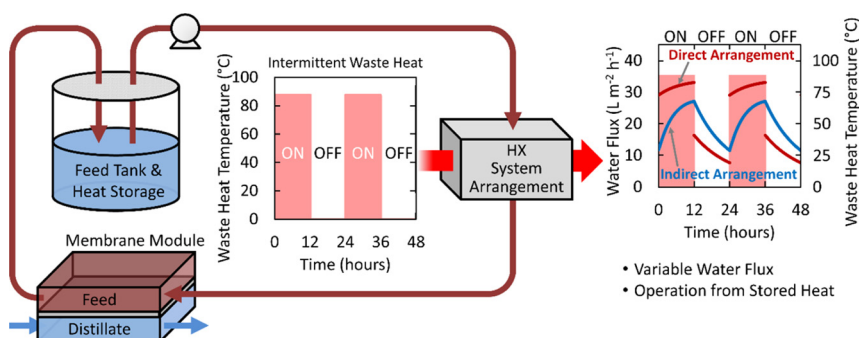 Feed Tank &
Heat Storage
Membrane Module
Feed
Distillate
Waste Heat Temperature (°C)
100
80
60
40
20
0
Intermittent Waste Heat
ON
OFF
ON
OFF
0
12
24
36
48
Time (hours)
HX
System
Arrangement
ON OFF ON OFF
Direct Arrangement
Indirect Arrangement
Water Flux (L m⁻² h⁻¹)
40
30
20
10
0
100
75
50
25
0
Waste Heat Temperature (°C)
0 12 24 36 48
Time (hours)
• Variable Water Flux
• Operation from Stored Heat